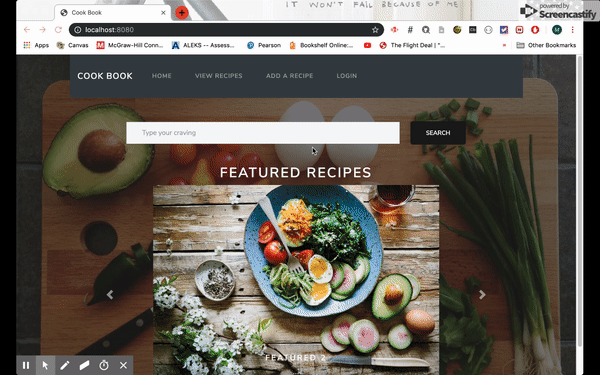 IT WON'T FAIL BECAUSE OF ME
powered by
Screencastify
Cook Book
localhost:8080
Apps
Canvas
McGraw-Hill Conn...
ALEKS -- Assess...
Pearson
Bookshelf Online:...
The Flight Deal | "...
Other Bookmarks
COOK BOOK
HOME
VIEW RECIPES
ADD A RECIPE
LOGIN
Type your craving
SEARCH
FEATURED RECIPES
FEATURED 2